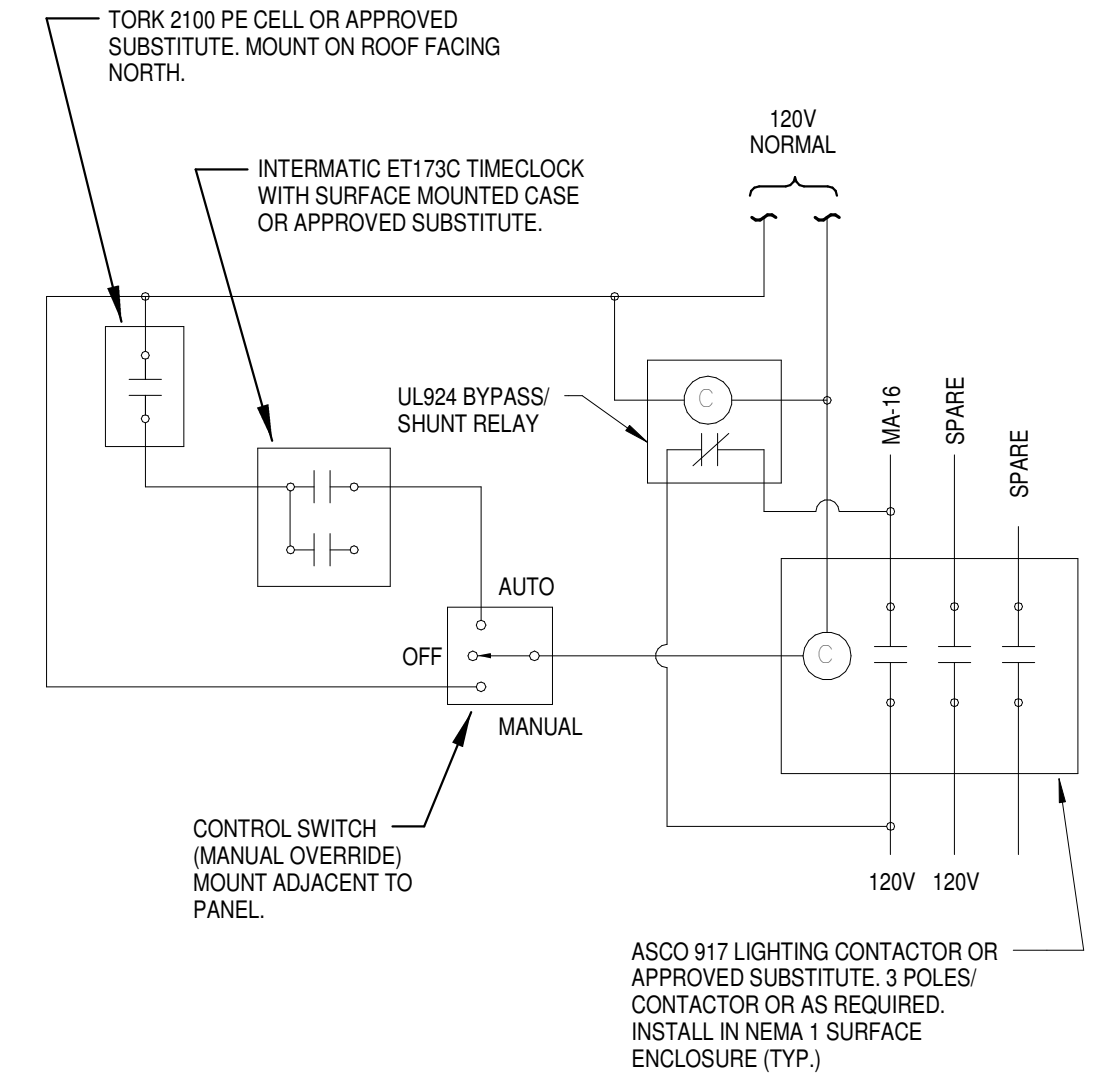 TORK 2100 PE CELL OR APPROVED
SUBSTITUTE. MOUNT ON ROOF FACING
NORTH.
120V
NORMAL
INTERMATIC ET173C TIMECLOCK
WITH SURFACE MOUNTED CASE
OR APPROVED SUBSTITUTE.
UL924 BYPASS/
SHUNT RELAY
C
MA-16
SPARE
SPARE
AUTO
OFF
MANUAL
C
CONTROL SWITCH
(MANUAL OVERRIDE)
MOUNT ADJACENT TO
PANEL.
120V
120V
ASCO 917 LIGHTING CONTACTOR OR
APPROVED SUBSTITUTE. 3 POLES/
CONTACTOR OR AS REQUIRED.
INSTALL IN NEMA 1 SURFACE
ENCLOSURE (TYP.)